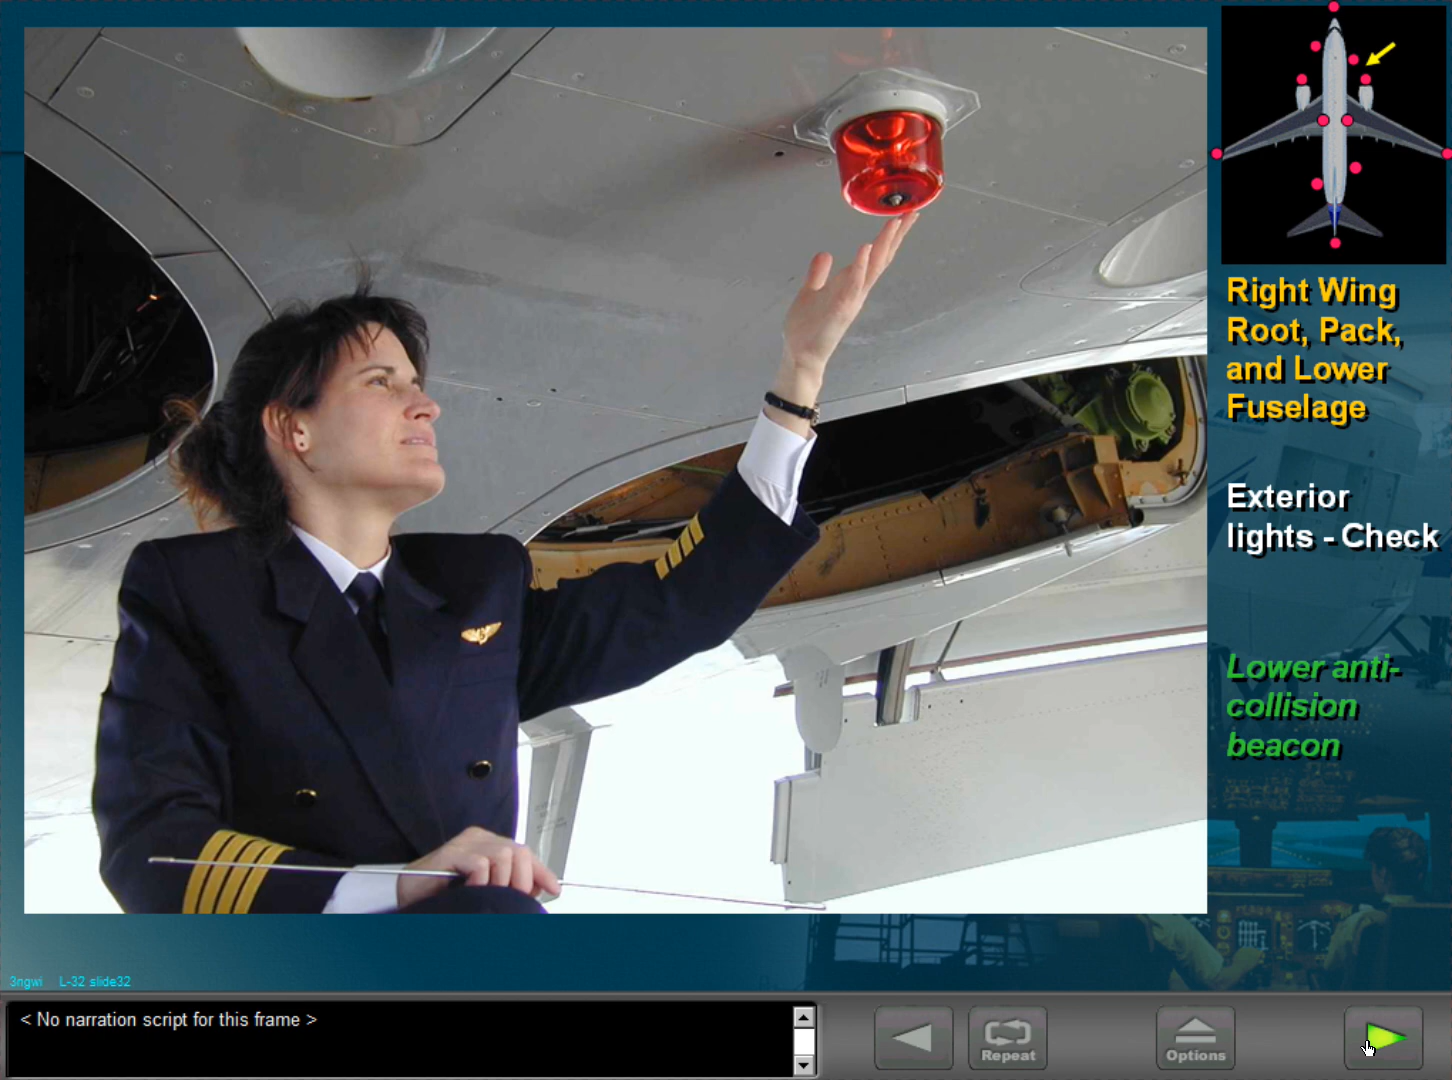 Right Wing
Root, Pack,
and Lower
Fuselage
Exterior
lights - Check
Lower anti-
collision
beacon
3ngwi L-32 slide32
< No narration script for this frame >
Repeat
Options